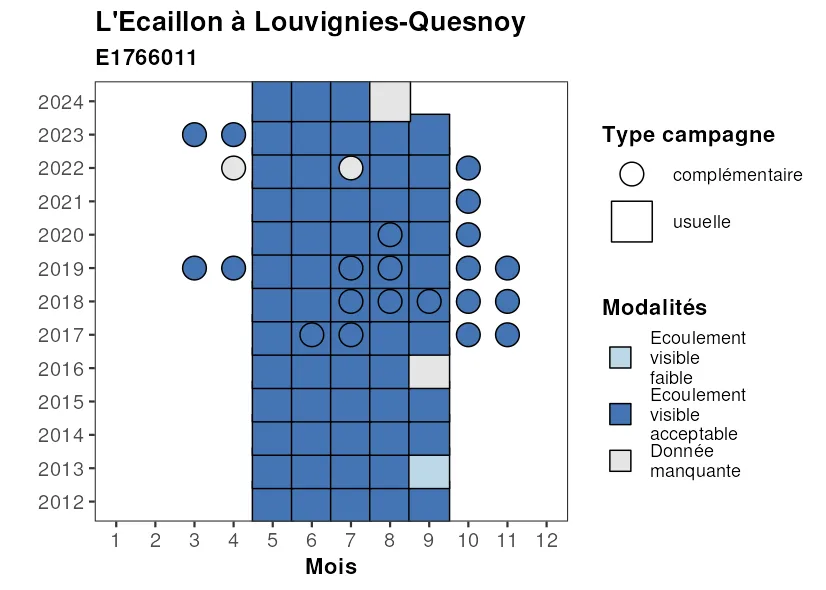 L'Ecaillon à Louvignies-Quesnoy
E1766011
2024
2023
2022
2021
2020
2019
2018
2017
2016
2015
2014
2013
2012
1 2 3 4 5 6 7 8 9 10 11 12
Mois
Type campagne
complémentaire
usuelle
Modalités
Ecoulement
visible
faible
Ecoulement
visible
acceptable
Donnée
manquante